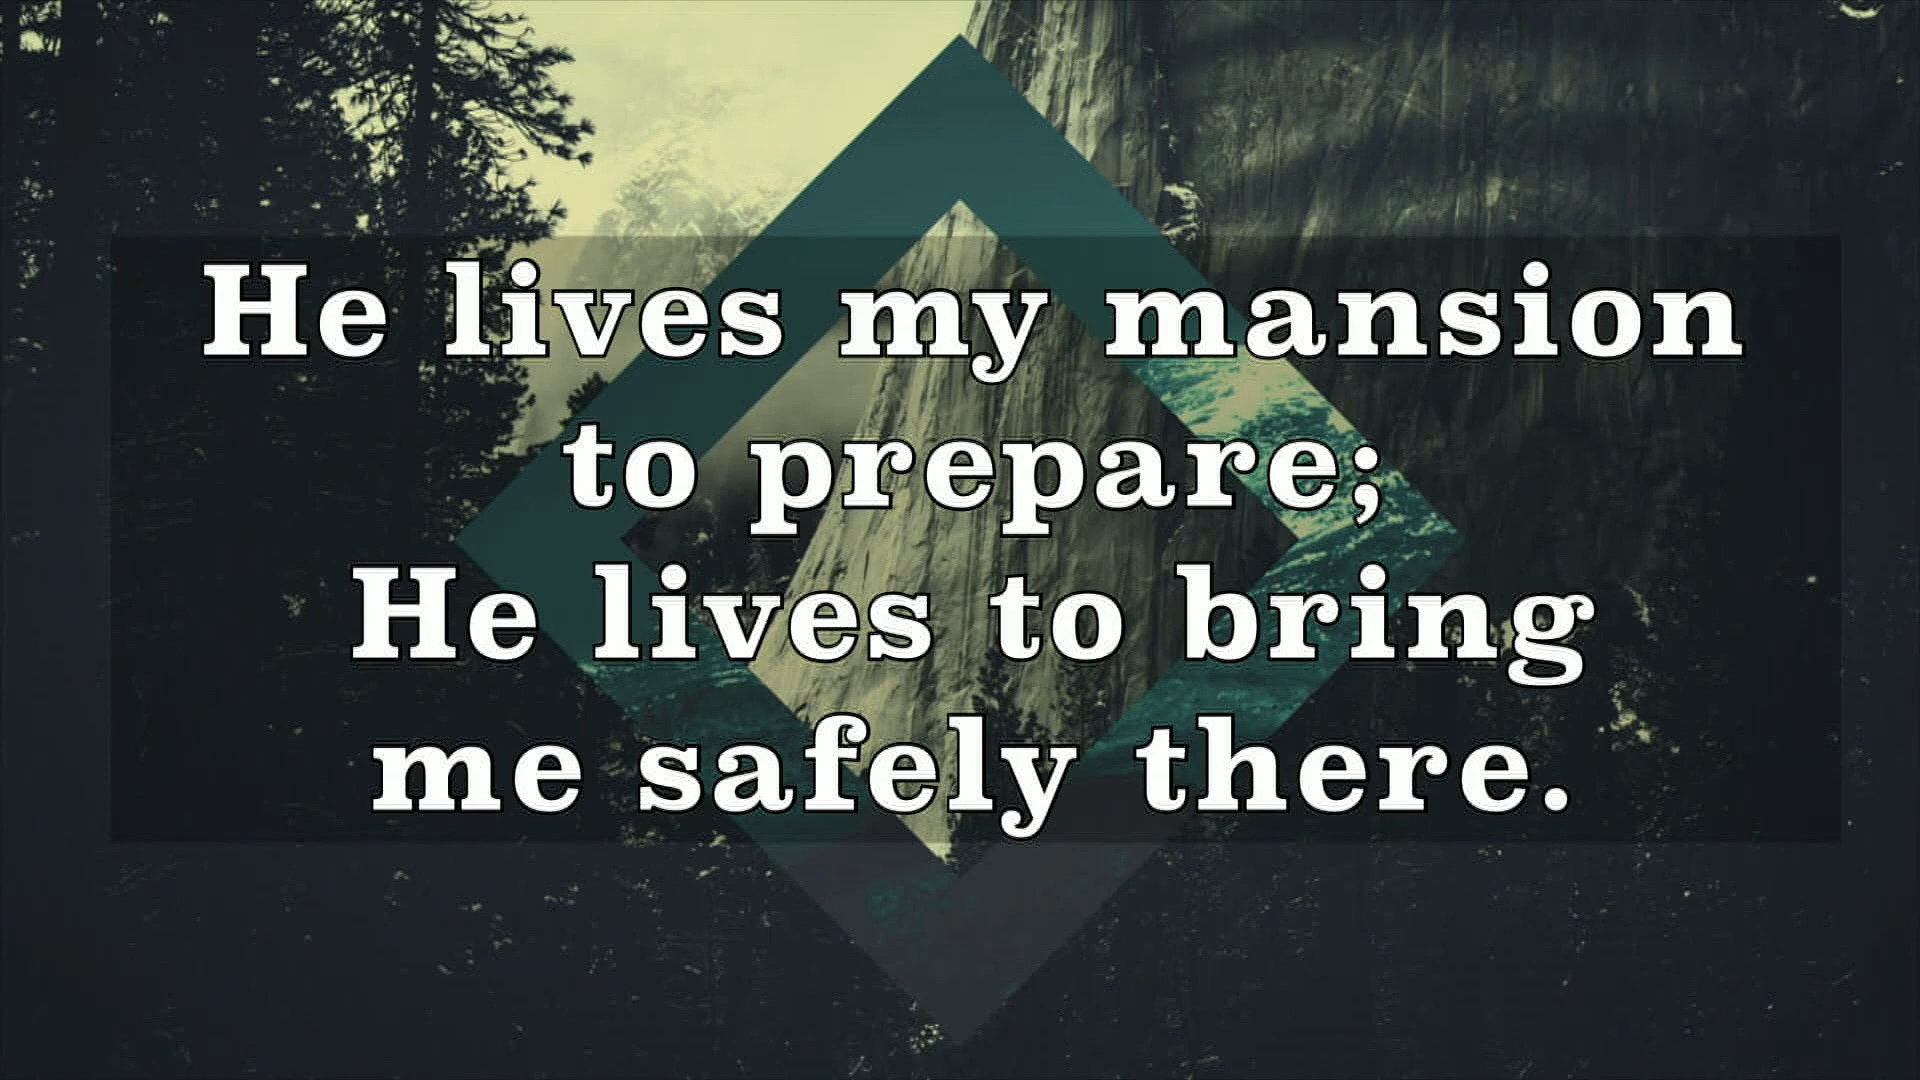 He lives my mansion
to prepare;
He lives to bring
me safely there.